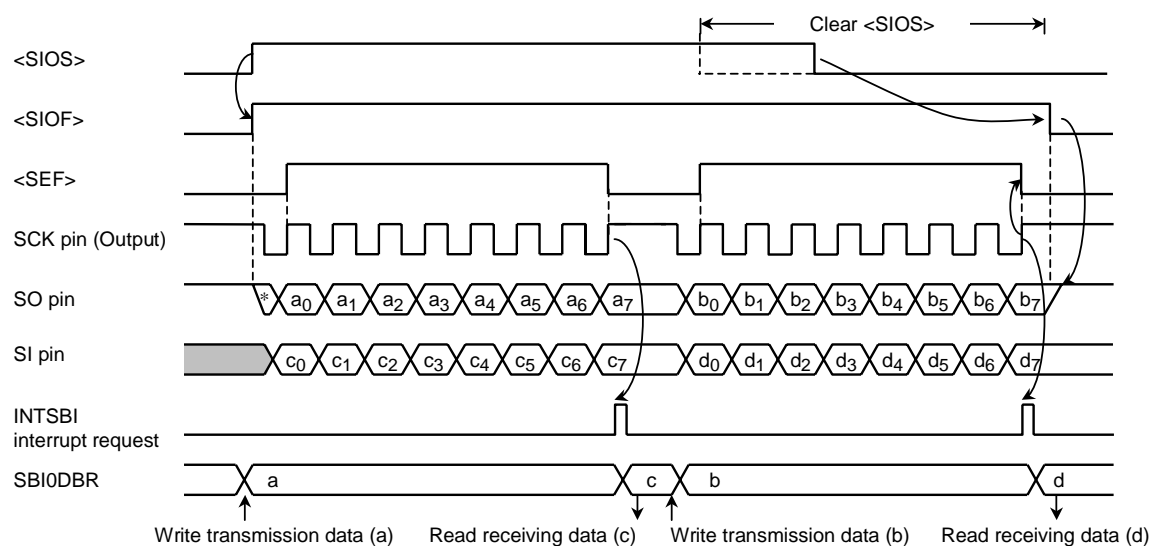 Clear <SIOS>
<SIOS>
<SIOF>
<SEF>
SCK pin (Output)
SO pin * a0 a1 a2 a3 a4 a5 a6 a7 b0 b1 b2 b3 b4 b5 b6 b7
SI pin c0 c1 c2 c3 c4 c5 c6 c7 d0 d1 d2 d3 d4 d5 d6 d7
INTSBI
interrupt request
SBI0DBR a c b d
Write transmission data (a) Read receiving data (c) Write transmission data (b) Read receiving data (d)